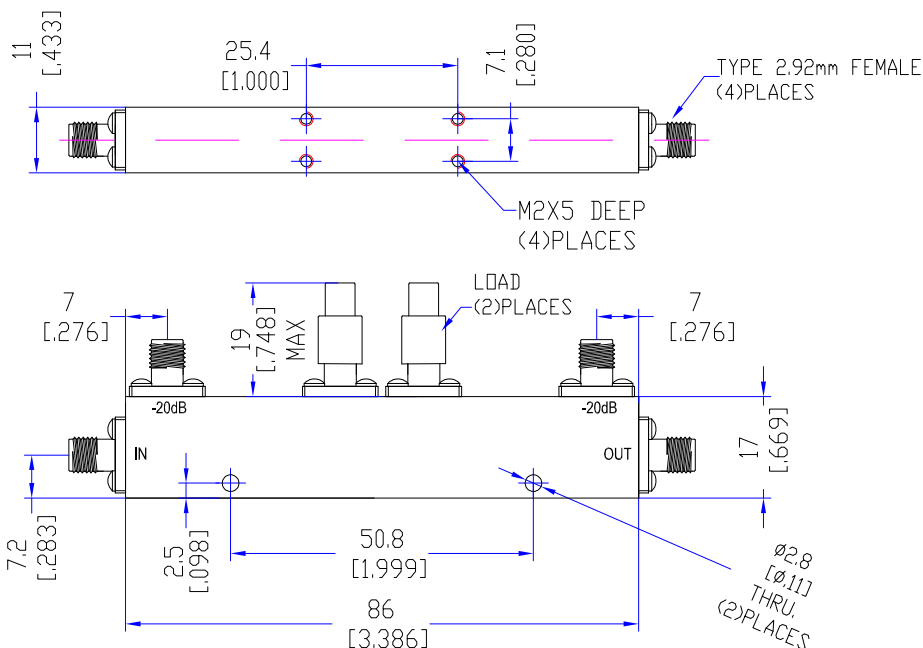 11
[.433]
25.4
[1.000]
7.1
[.280]
TYPE 2.92mm FEMALE
(4)PLACES
M2X5 DEEP
(4)PLACES
7
[.276]
19
[.748]
MAX
LOAD
(2)PLACES
7
[.276]
-20dB
-20dB
IN
OUT
17
[.669]
7.2
[.283]
2.5
[.098]
50.8
[1.999]
86
[3.386]
ø2.8
[ø.11]
THRU.
(2)PLACES